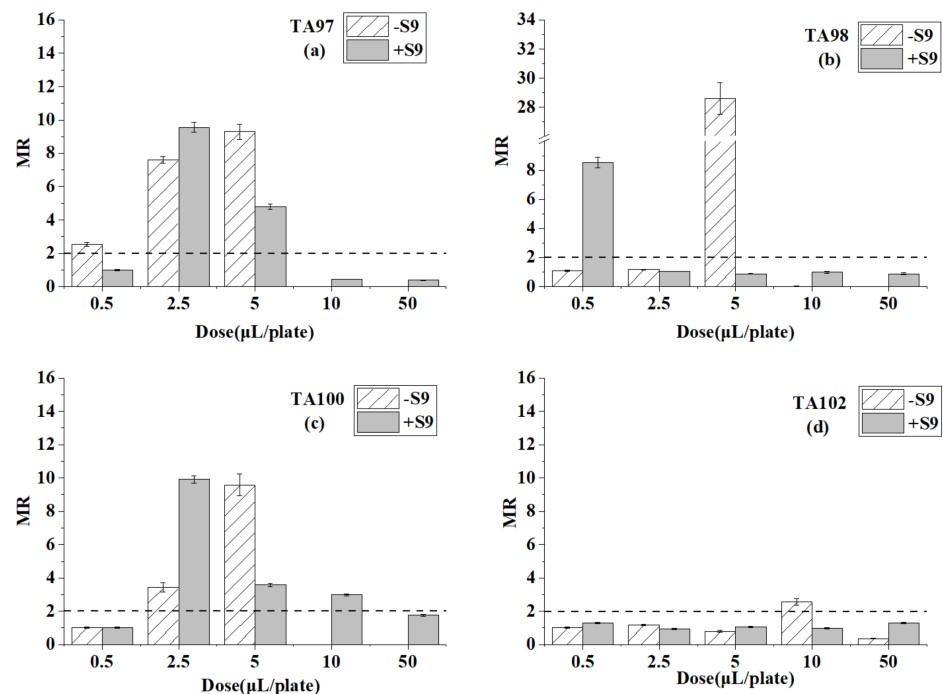 TA97
(a)
-S9
+S9
16
14
12
10
8
6
4
2
0
MR
0.5 2.5 5 10 50
Dose(μL/plate)
TA98
(b)
-S9
+S9
34
32
30
28
8
6
4
2
0
MR
0.5 2.5 5 10 50
Dose(μL/plate)
TA100
(c)
-S9
+S9
16
14
12
10
8
6
4
2
0
MR
0.5 2.5 5 10 50
Dose(μL/plate)
TA102
(d)
-S9
+S9
16
14
12
10
8
6
4
2
0
MR
0.5 2.5 5 10 50
Dose(μL/plate)